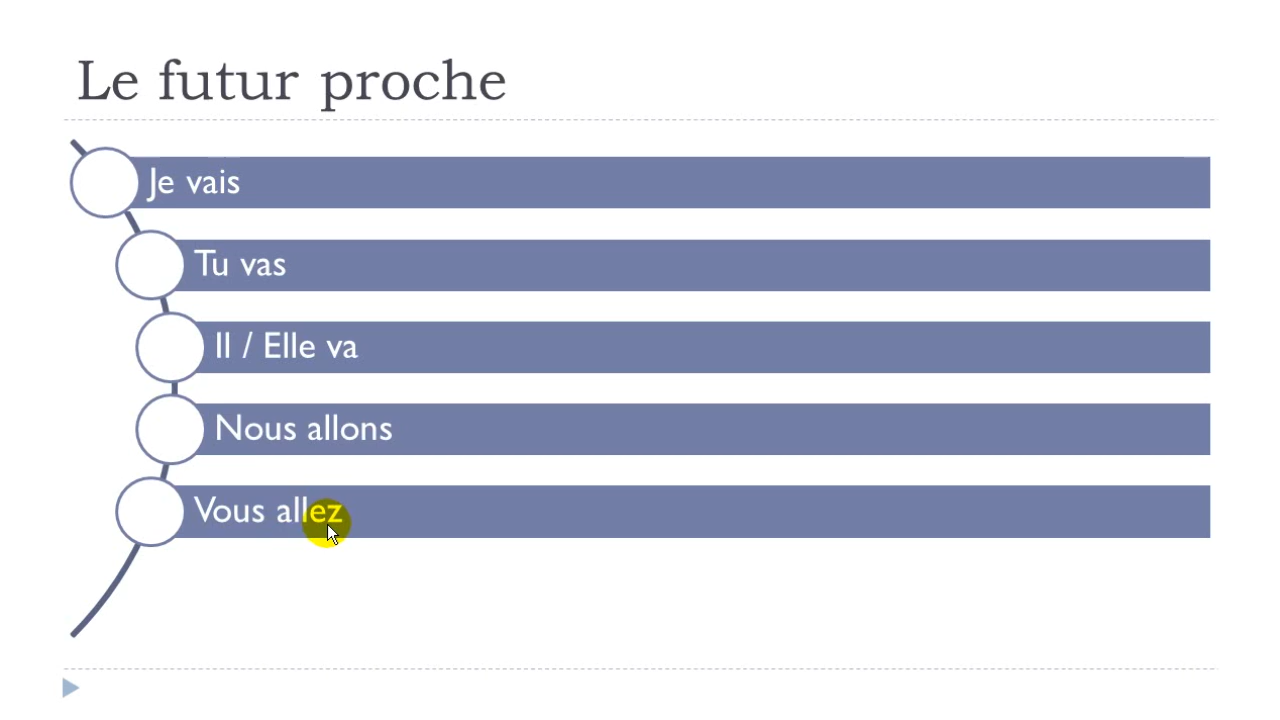 Le futur proche
Je vais
Tu vas
Il / Elle va
Nous allons
Vous allez